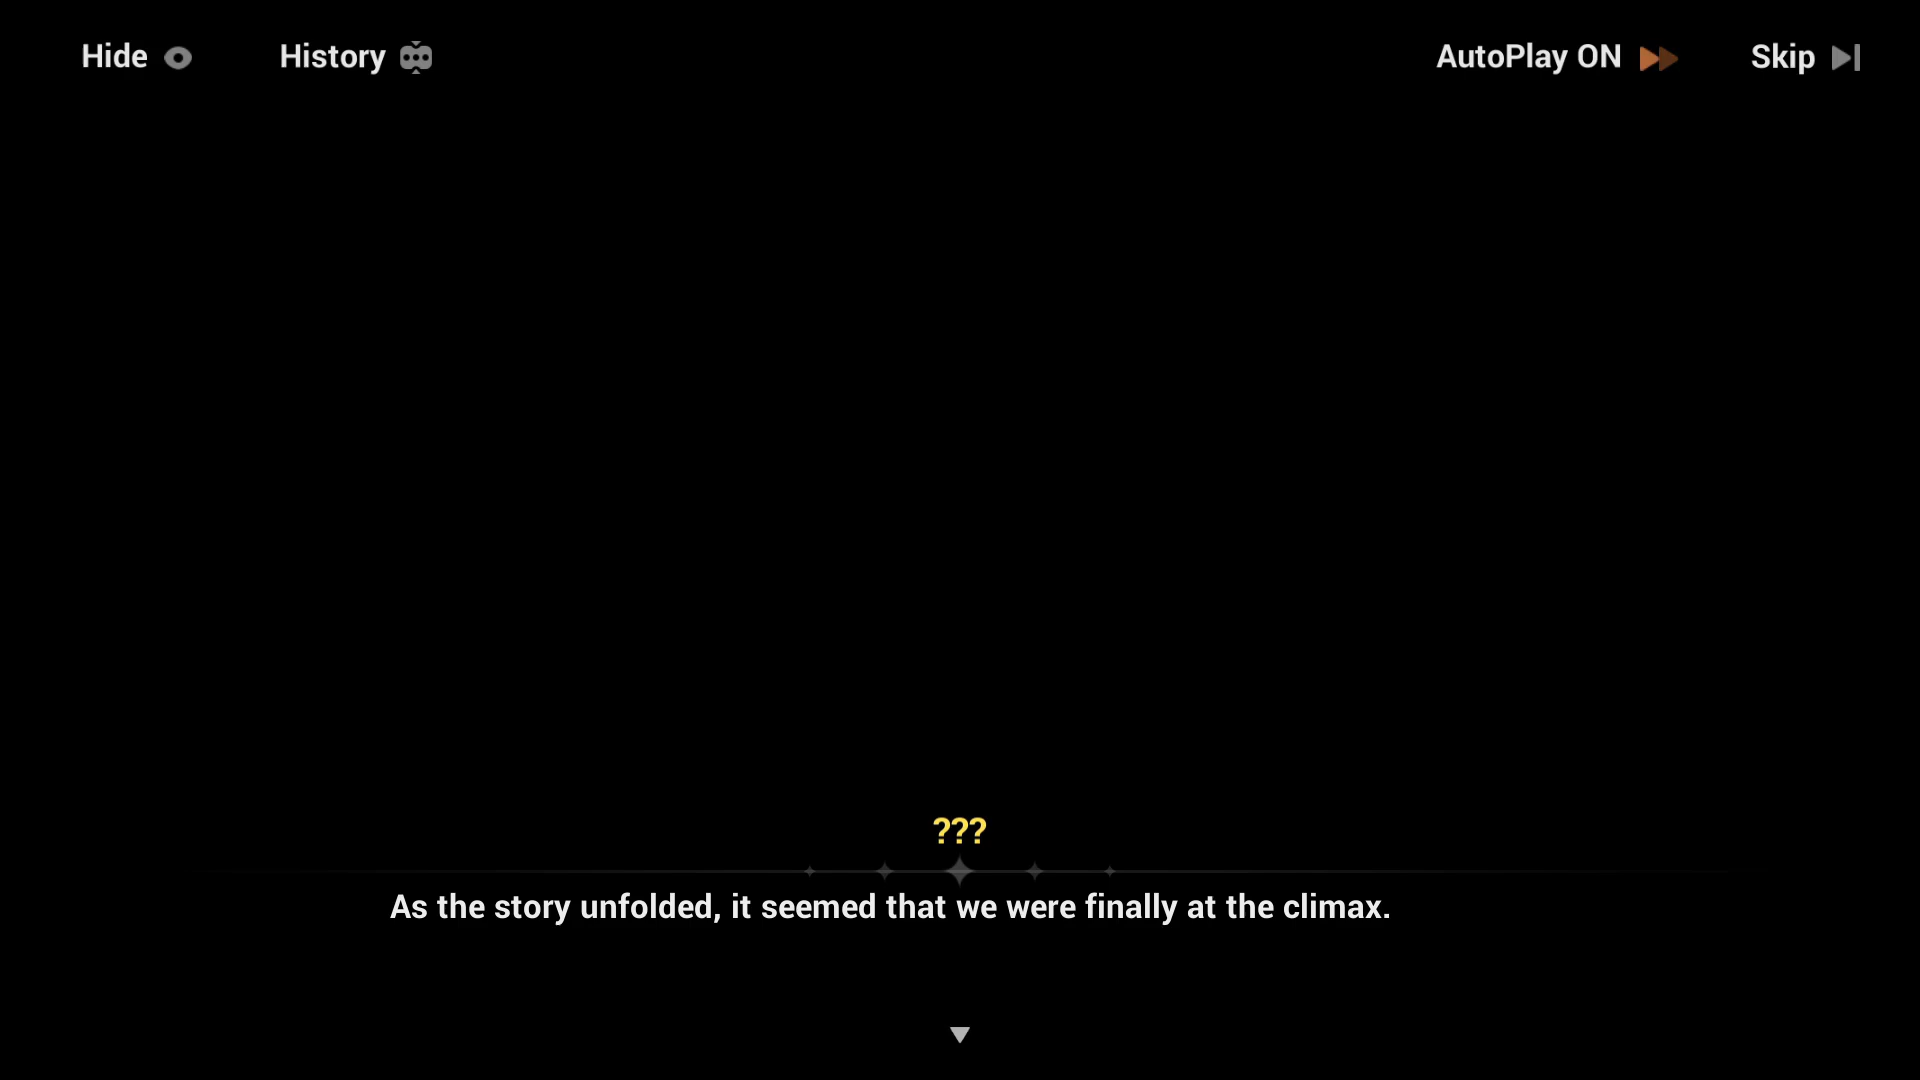 Hide
History
AutoPlay ON
Skip
???
As the story unfolded, it seemed that we were finally at the climax.